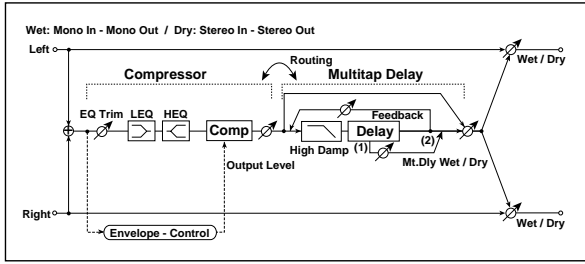 Wet: Mono In - Mono Out / Dry: Stereo In - Stereo Out
Left
Wet / Dry
Routing
Compressor
Multitap Delay
EQ Trim
LEQ
HEQ
Comp
Feedback
Delay
High Damp
(1)
(2)
Output Level
Mt.Dly Wet / Dry
Right
Wet / Dry
Envelope - Control